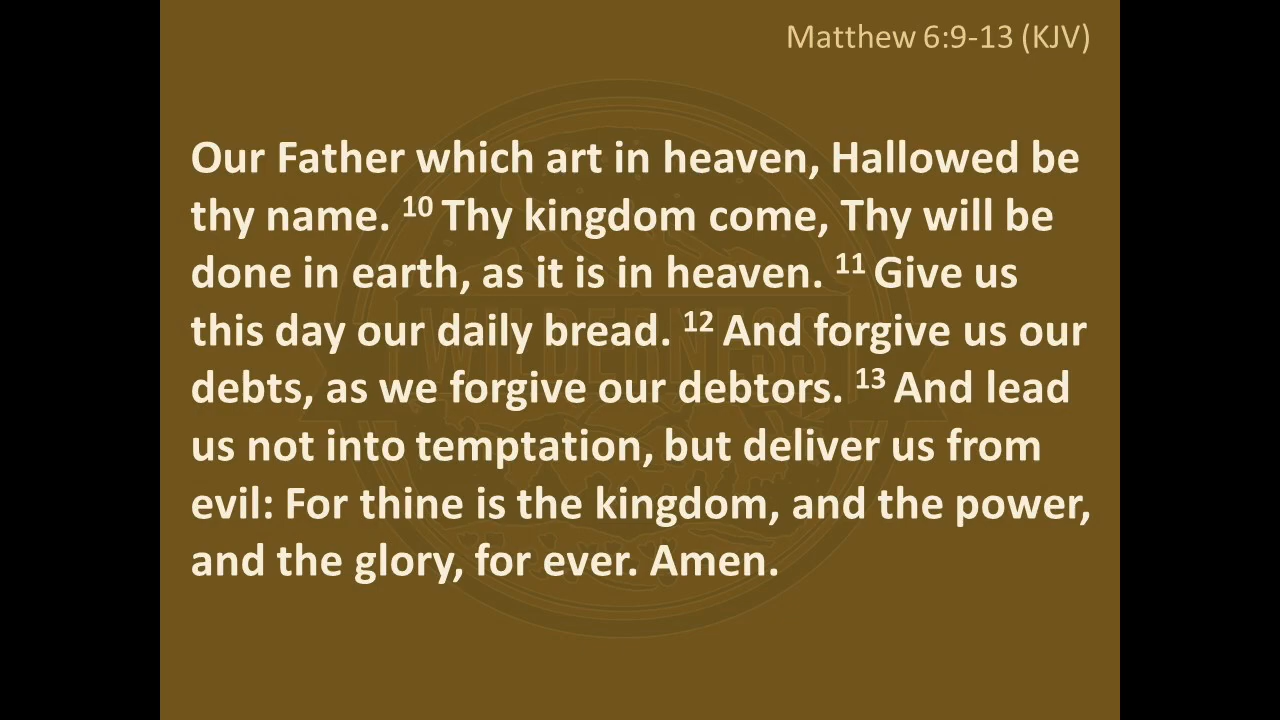 Matthew 6:9-13 (KJV)
Our Father which art in heaven, Hallowed be
thy name. 10 Thy kingdom come, Thy will be
done in earth, as it is in heaven. 11 Give us
this day our daily bread. 12 And forgive us our
debts, as we forgive our debtors. 13 And lead
us not into temptation, but deliver us from
evil: For thine is the kingdom, and the power,
and the glory, for ever. Amen.
WILDERNESS